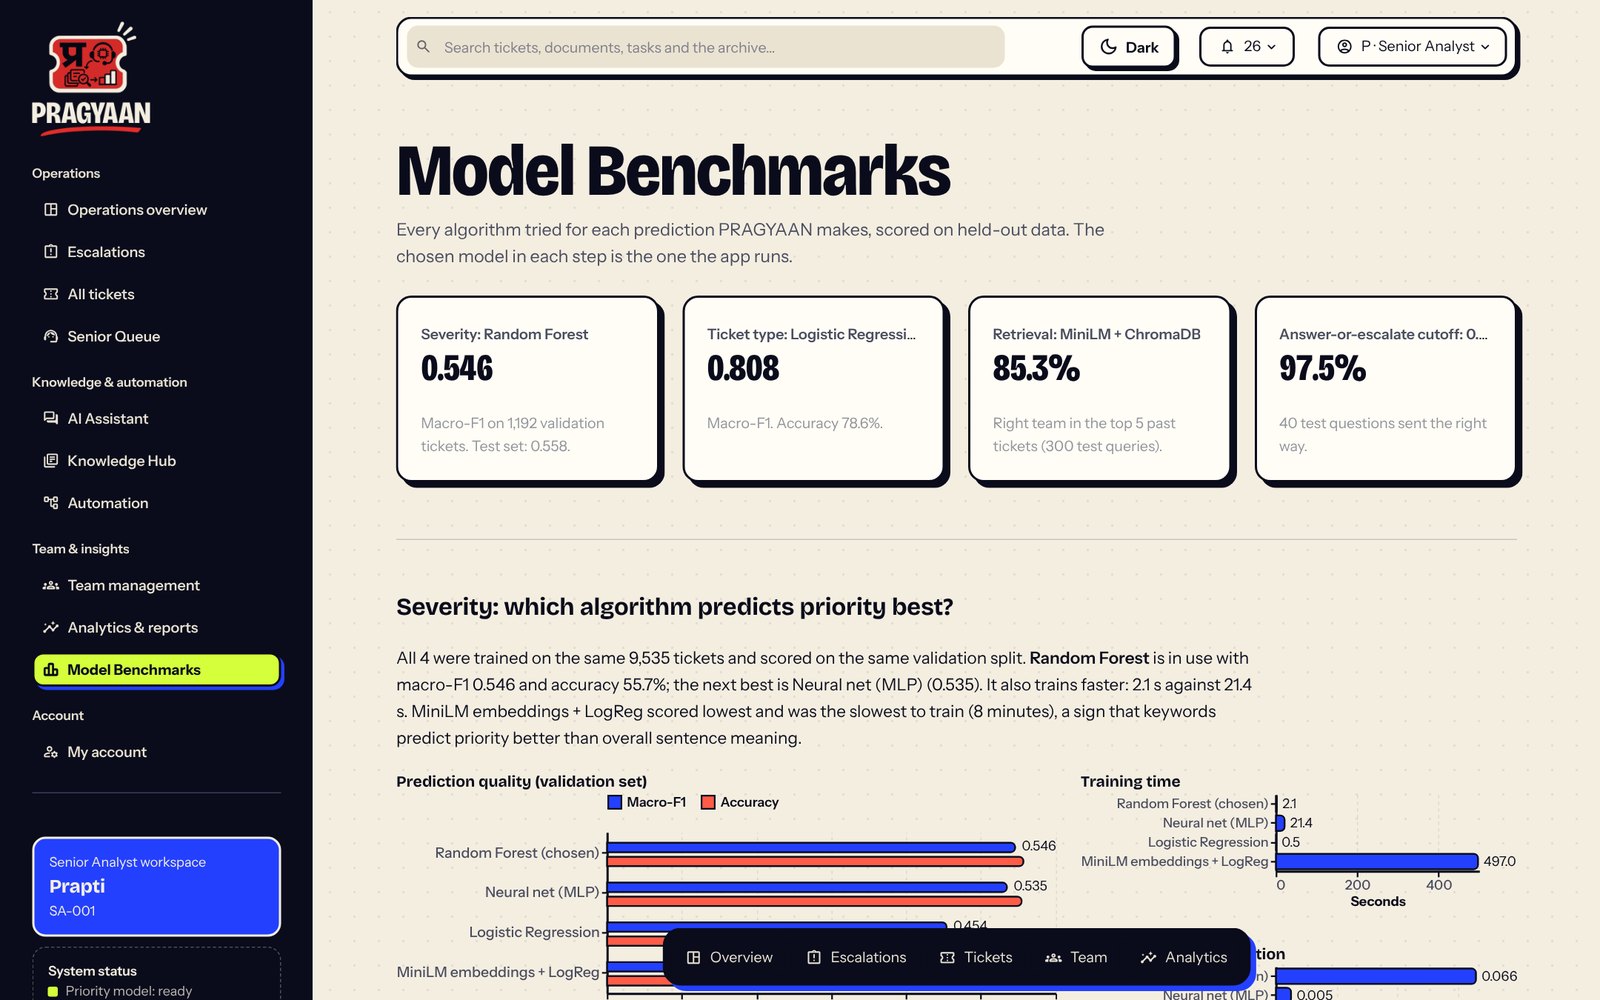 प्र
PRAGYAAN
Operations
Operations overview
Escalations
All tickets
Senior Queue
Knowledge & automation
AI Assistant
Knowledge Hub
Automation
Team & insights
Team management
Analytics & reports
Model Benchmarks
Account
My account
Senior Analyst workspace
Prapti
SA-001
System status
Priority model: ready
Search tickets, documents, tasks and the archive...
Dark
26
P · Senior Analyst
Model Benchmarks
Every algorithm tried for each prediction PRAGYAAN makes, scored on held-out data. The
chosen model in each step is the one the app runs.
Severity: Random Forest
0.546
Macro-F1 on 1,192 validation
tickets. Test set: 0.558.
Ticket type: Logistic Regressi...
0.808
Macro-F1. Accuracy 78.6%.
Retrieval: MiniLM + ChromaDB
85.3%
Right team in the top 5 past
tickets (300 test queries).
Answer-or-escalate cutoff: 0....
97.5%
40 test questions sent the right
way.
Severity: which algorithm predicts priority best?
All 4 were trained on the same 9,535 tickets and scored on the same validation split. Random Forest is in use with
macro-F1 0.546 and accuracy 55.7%; the next best is Neural net (MLP) (0.535). It also trains faster: 2.1 s against 21.4
s. MiniLM embeddings + LogReg scored lowest and was the slowest to train (8 minutes), a sign that keywords
predict priority better than overall sentence meaning.
Prediction quality (validation set)
Macro-F1 Accuracy
Random Forest (chosen) 0.546
Neural net (MLP) 0.535
Logistic Regression 0.454
MiniLM embeddings + LogReg
Training time
Random Forest (chosen) 2.1
Neural net (MLP) 21.4
Logistic Regression 0.5
MiniLM embeddings + LogReg 497.0
0 200 400
Seconds
tion
n) 0.066
Neural net (MLP) 0.005
Overview
Escalations
Tickets
Team
Analytics